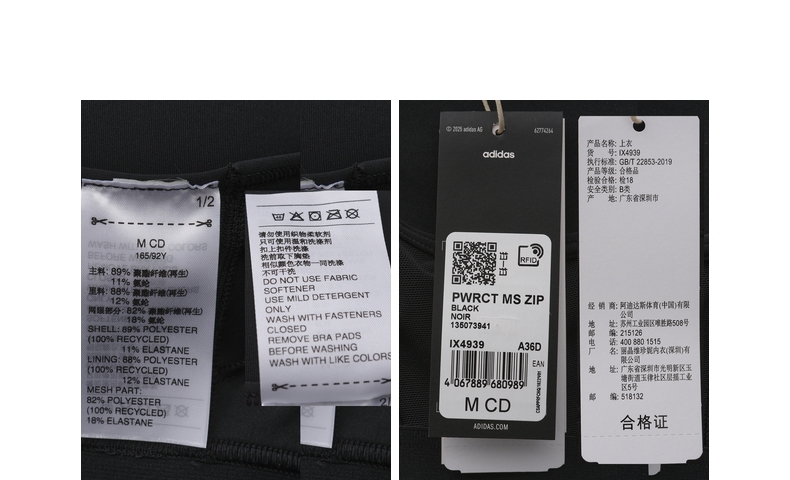 1/2
M CD
165/92Y
主料: 89% 聚酯纤维(再生)
11% 氨纶
里料: 88% 聚酯纤维(再生)
12% 氨纶
网眼部分: 82% 聚酯纤维(再生)
18% 氨纶
SHELL: 89% POLYESTER
(100% RECYCLED)
11% ELASTANE
LINING: 88% POLYESTER
(100% RECYCLED)
12% ELASTANE
MESH PART:
82% POLYESTER
(100% RECYCLED)
18% ELASTANE
请勿使用织物柔软剂
只可使用温和洗涤剂
扣上扣件洗涤
洗前取下胸垫
相似颜色衣物一同洗涤
不可干洗
DO NOT USE FABRIC
SOFTENER
USE MILD DETERGENT
ONLY
WASH WITH FASTENERS
CLOSED
REMOVE BRA PADS
BEFORE WASHING
WASH WITH LIKE COLORS
© 2025 adidas AG
62774264
adidas
RFID
PWRCT MS ZIP
BLACK
NOIR
135073941
IX4939 A36D
EAN
4 067889 680989
M CD
ADIDAS.COM
产品名称: 上衣
货 号: IX4939
执行标准: GB/T 22853-2019
产品等级: 合格品
检验合格: 检18
安全类别: B类
产 地: 广东省深圳市
经 销 商: 阿迪达斯体育(中国)有限
公司
地 址: 苏州工业园区唯胜路508号
邮 编: 215126
电 话: 400 880 1515
厂 名: 丽晶维珍妮内衣(深圳)有
限公司
地 址: 广东省深圳市光明新区玉
塘街道玉律社区层摇工业
区5号
邮 编: 518132
合格证